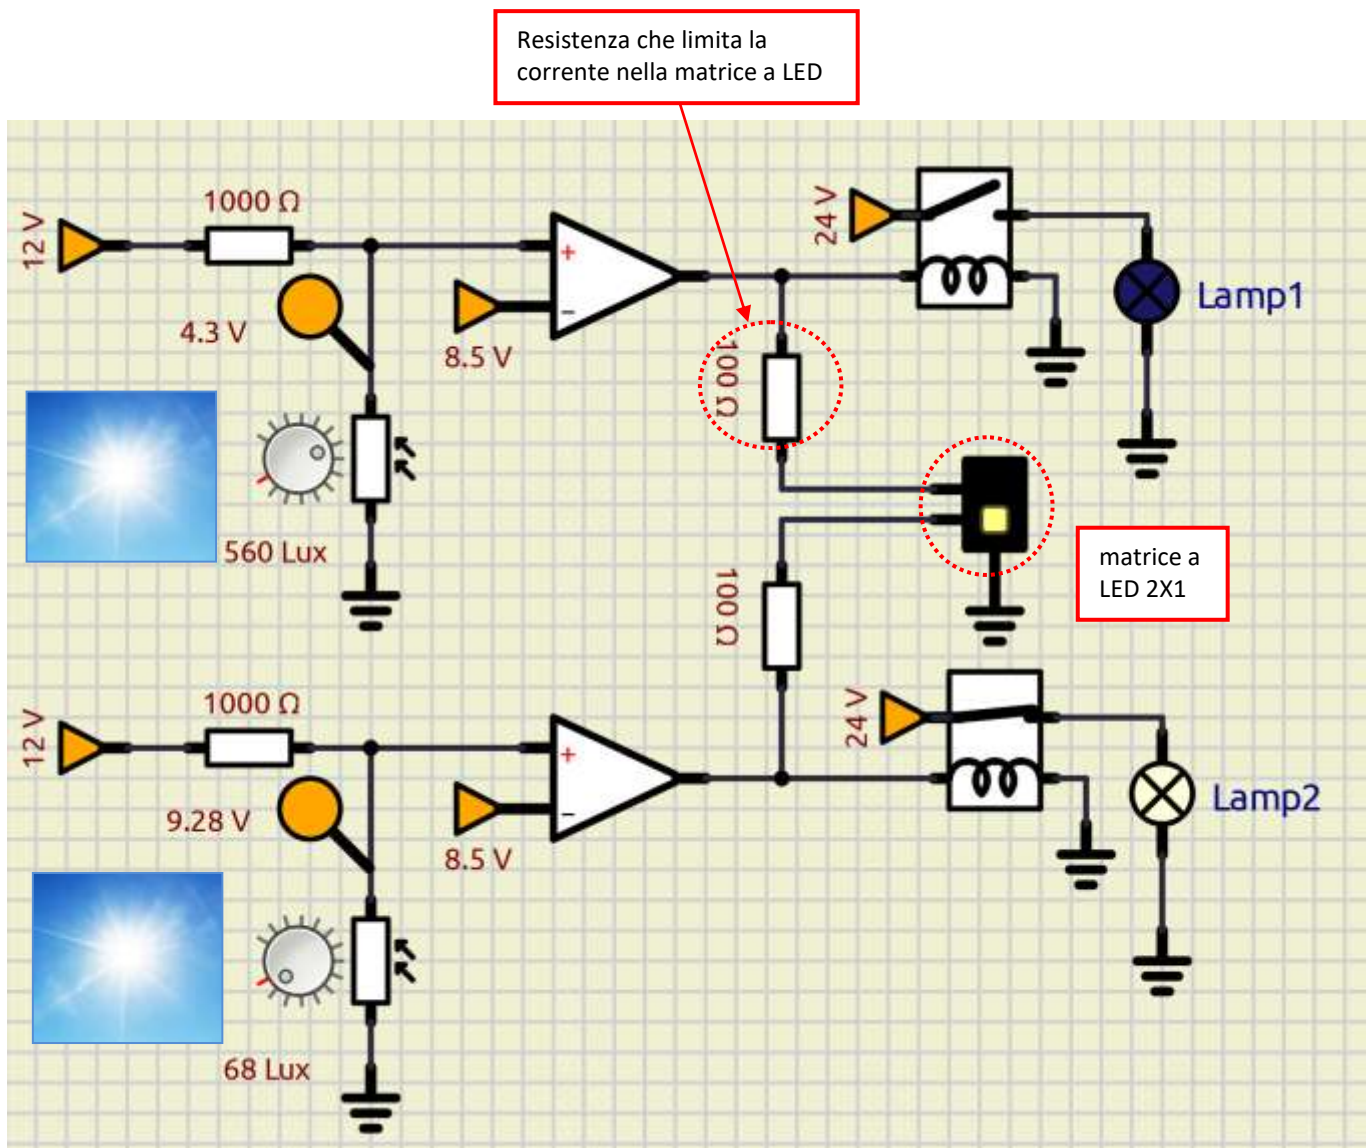 Resistenza che limita la
corrente nella matrice a LED
12 V
1000 Ω
4.3 V
+
−
8.5 V
24 V
Lamp1
100 Ω
560 Lux
matrice a
LED 2X1
100 Ω
12 V
1000 Ω
9.28 V
+
−
8.5 V
24 V
Lamp2
68 Lux